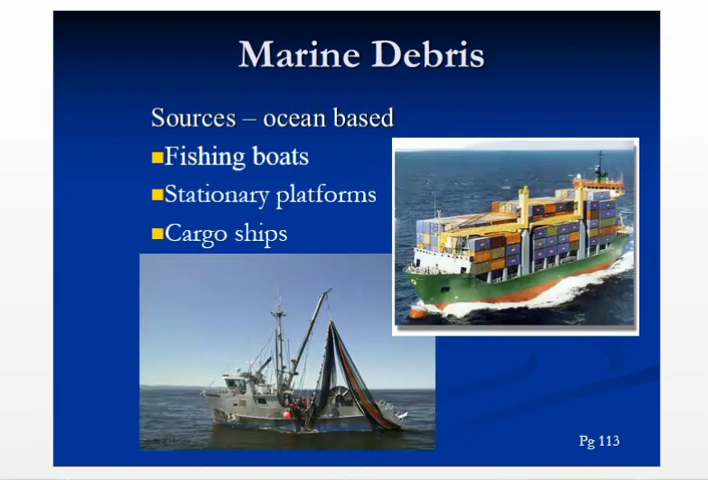 Marine Debris
Sources – ocean based
Fishing boats
Stationary platforms
Cargo ships
Pg 113